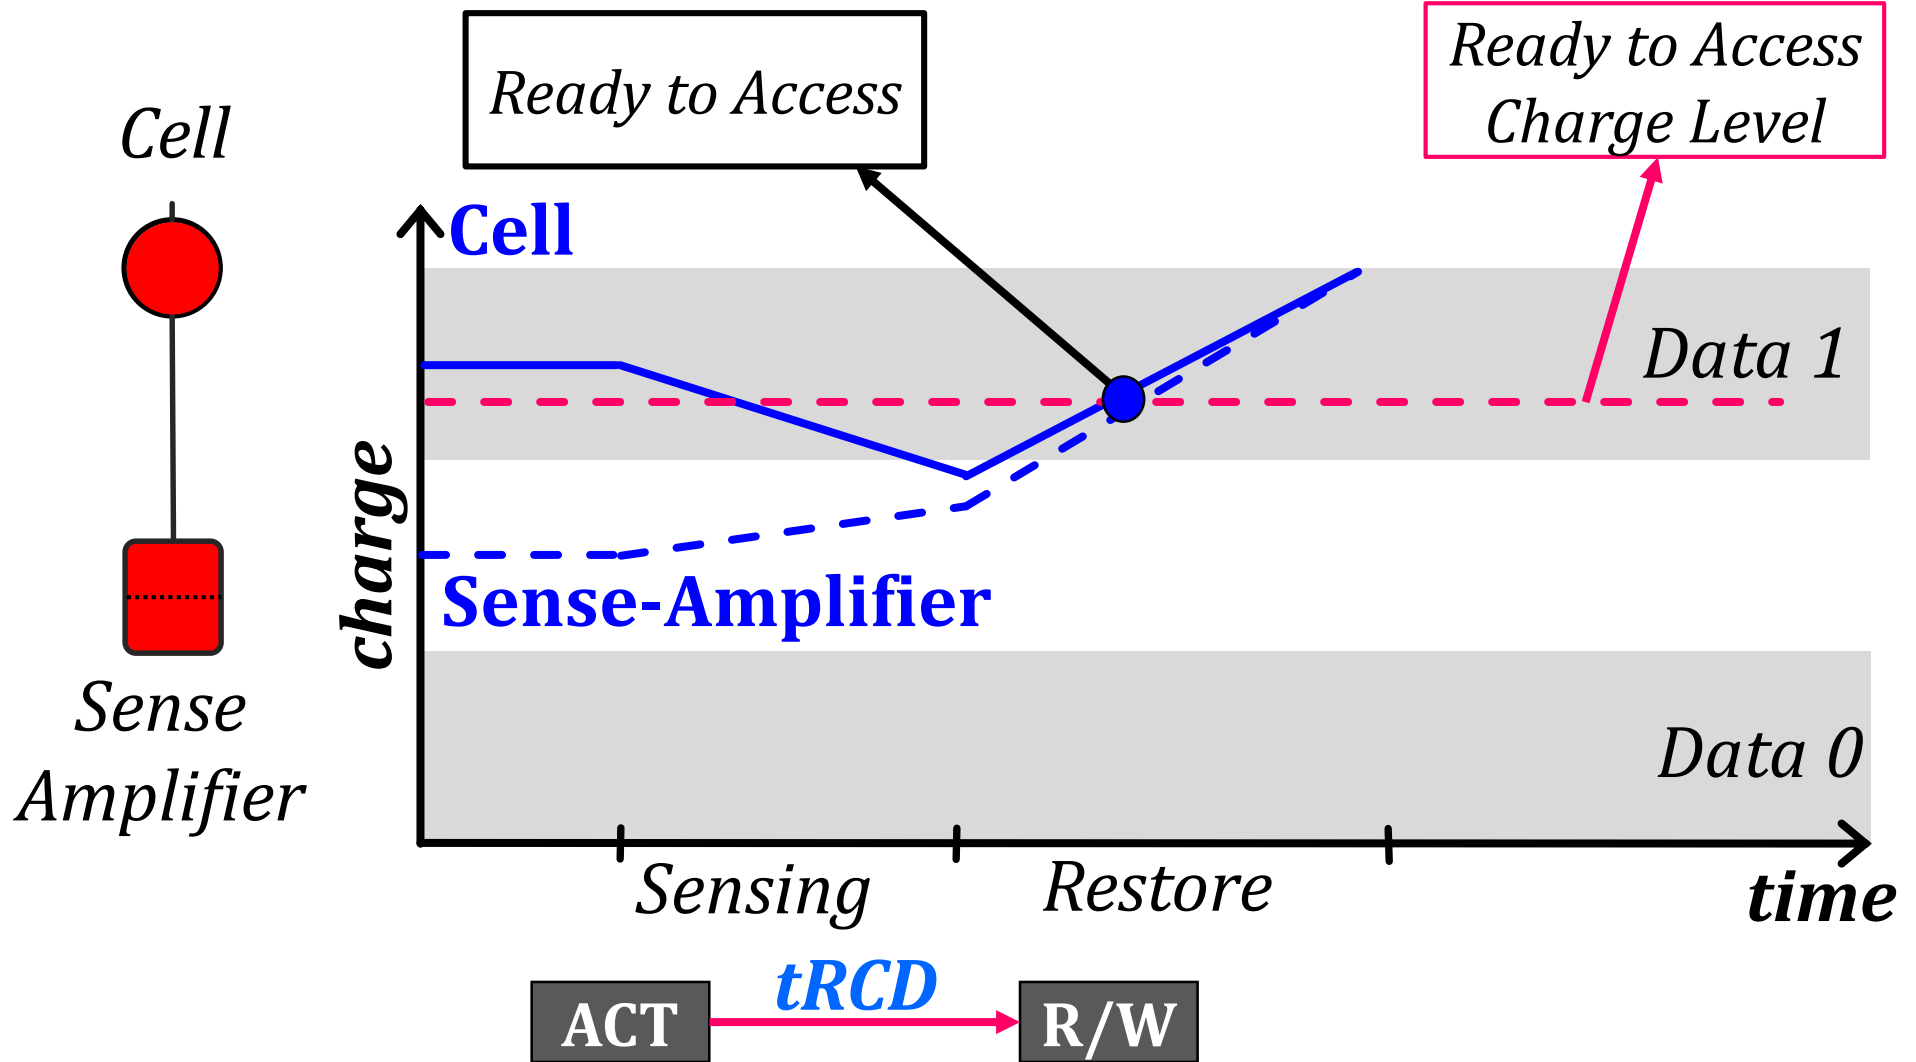 Ready to Access
Ready to Access
Charge Level
Cell
Cell
Data 1
charge
Sense-Amplifier
Sense
Amplifier
Data 0
Sensing
Restore
time
tRCD
ACT
R/W